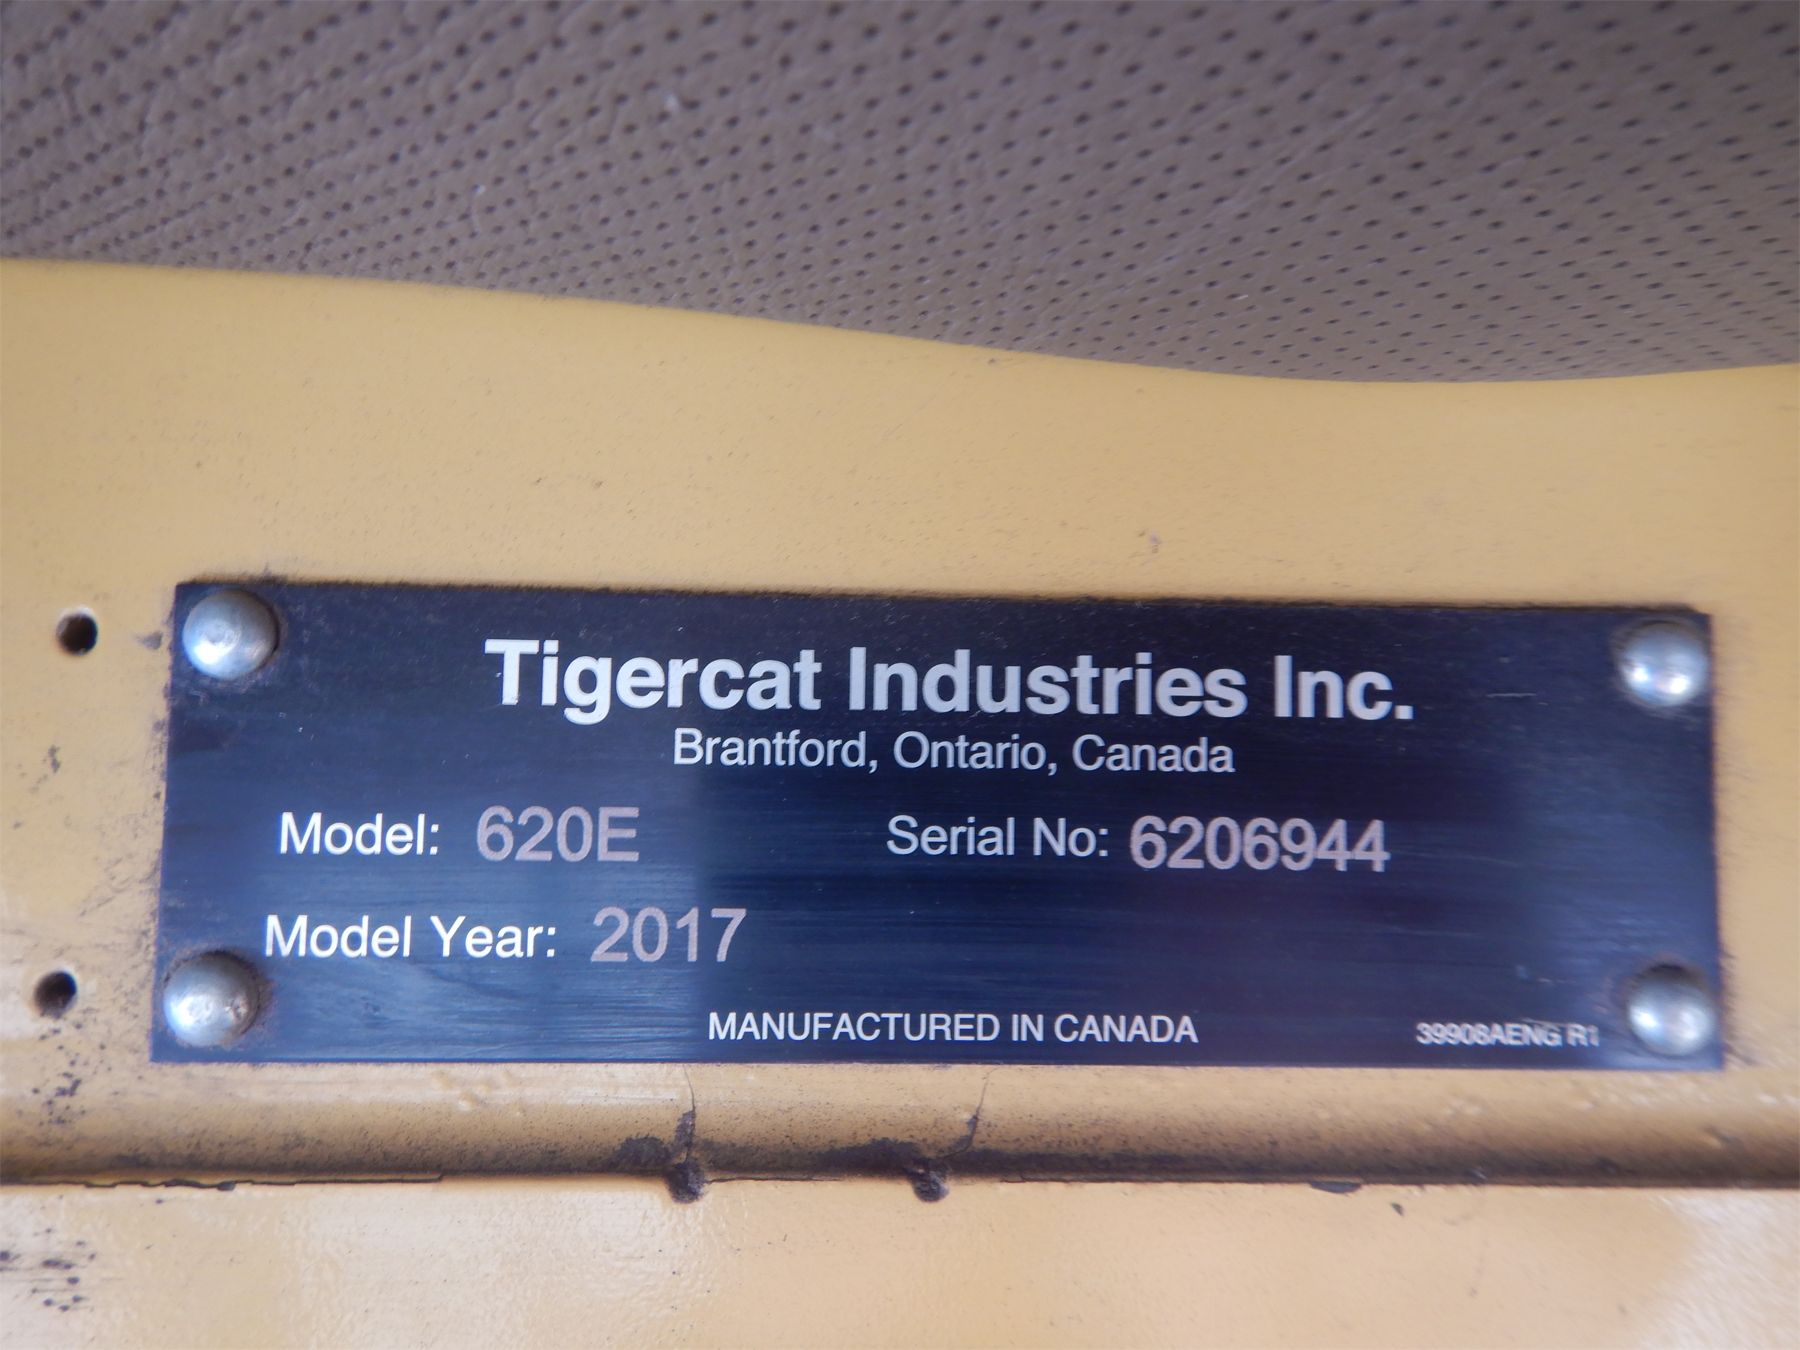 Tigercat Industries Inc.
Brantford, Ontario, Canada
Model: 620E Serial No: 6206944
Model Year: 2017
MANUFACTURED IN CANADA 39908AENG R1